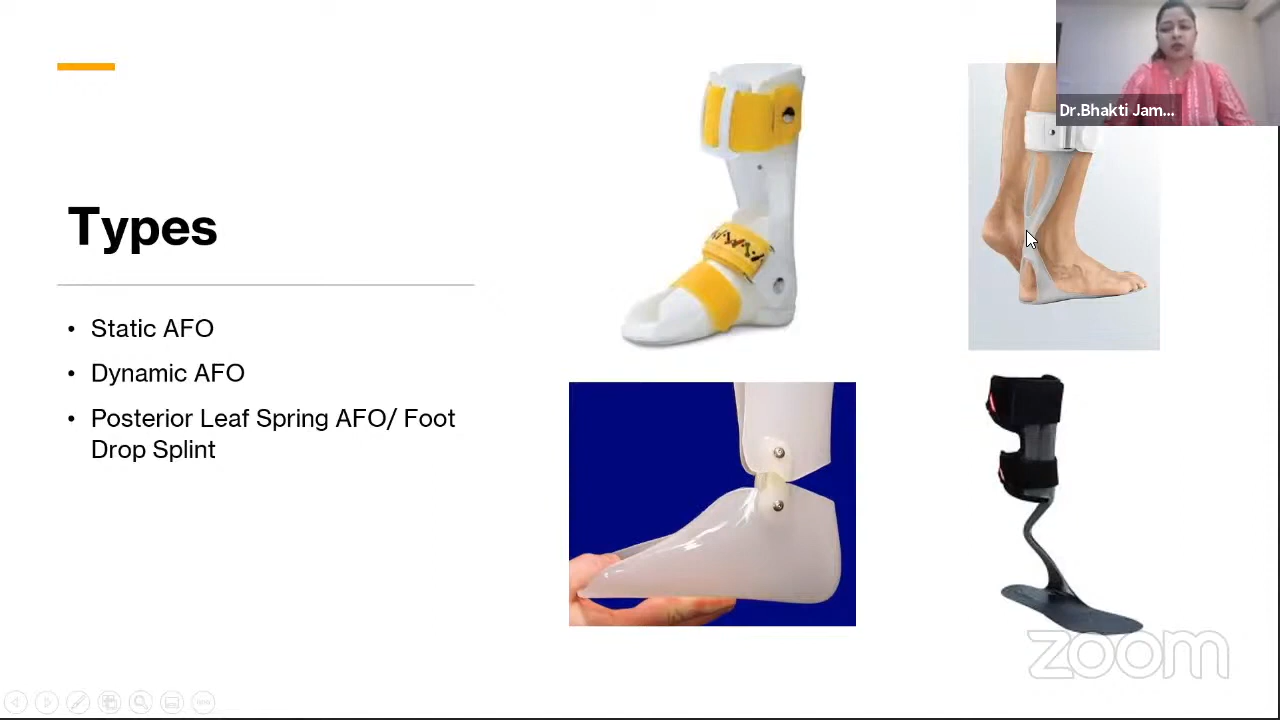 Dr.Bhakti Jam...
Types
• Static AFO
• Dynamic AFO
• Posterior Leaf Spring AFO/ Foot
Drop Splint
zoom